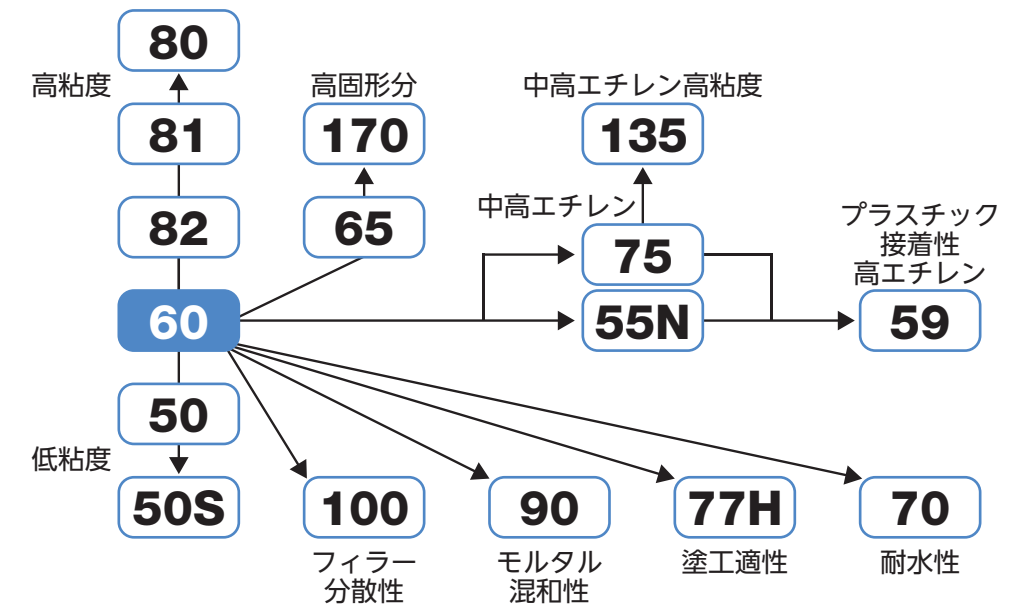 80
高粘度
高固形分
中高エチレン高粘度
81
170
135
82
65
中高エチレン
75
プラスチック
接着性
高エチレン
60
55N
59
50
低粘度
50S
100
90
77H
70
フィラー
分散性
モルタル
混和性
塗工適性
耐水性